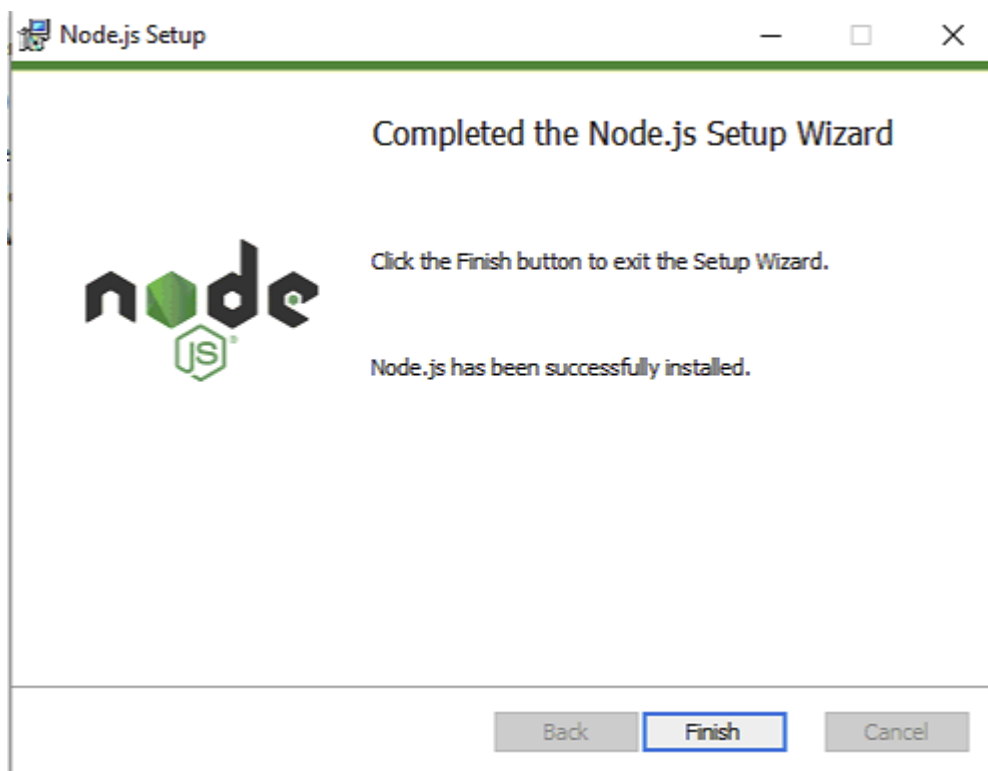 Node.js Setup
Completed the Node.js Setup Wizard
Click the Finish button to exit the Setup Wizard.
node
JS®
Node.js has been successfully installed.
Back Finish Cancel